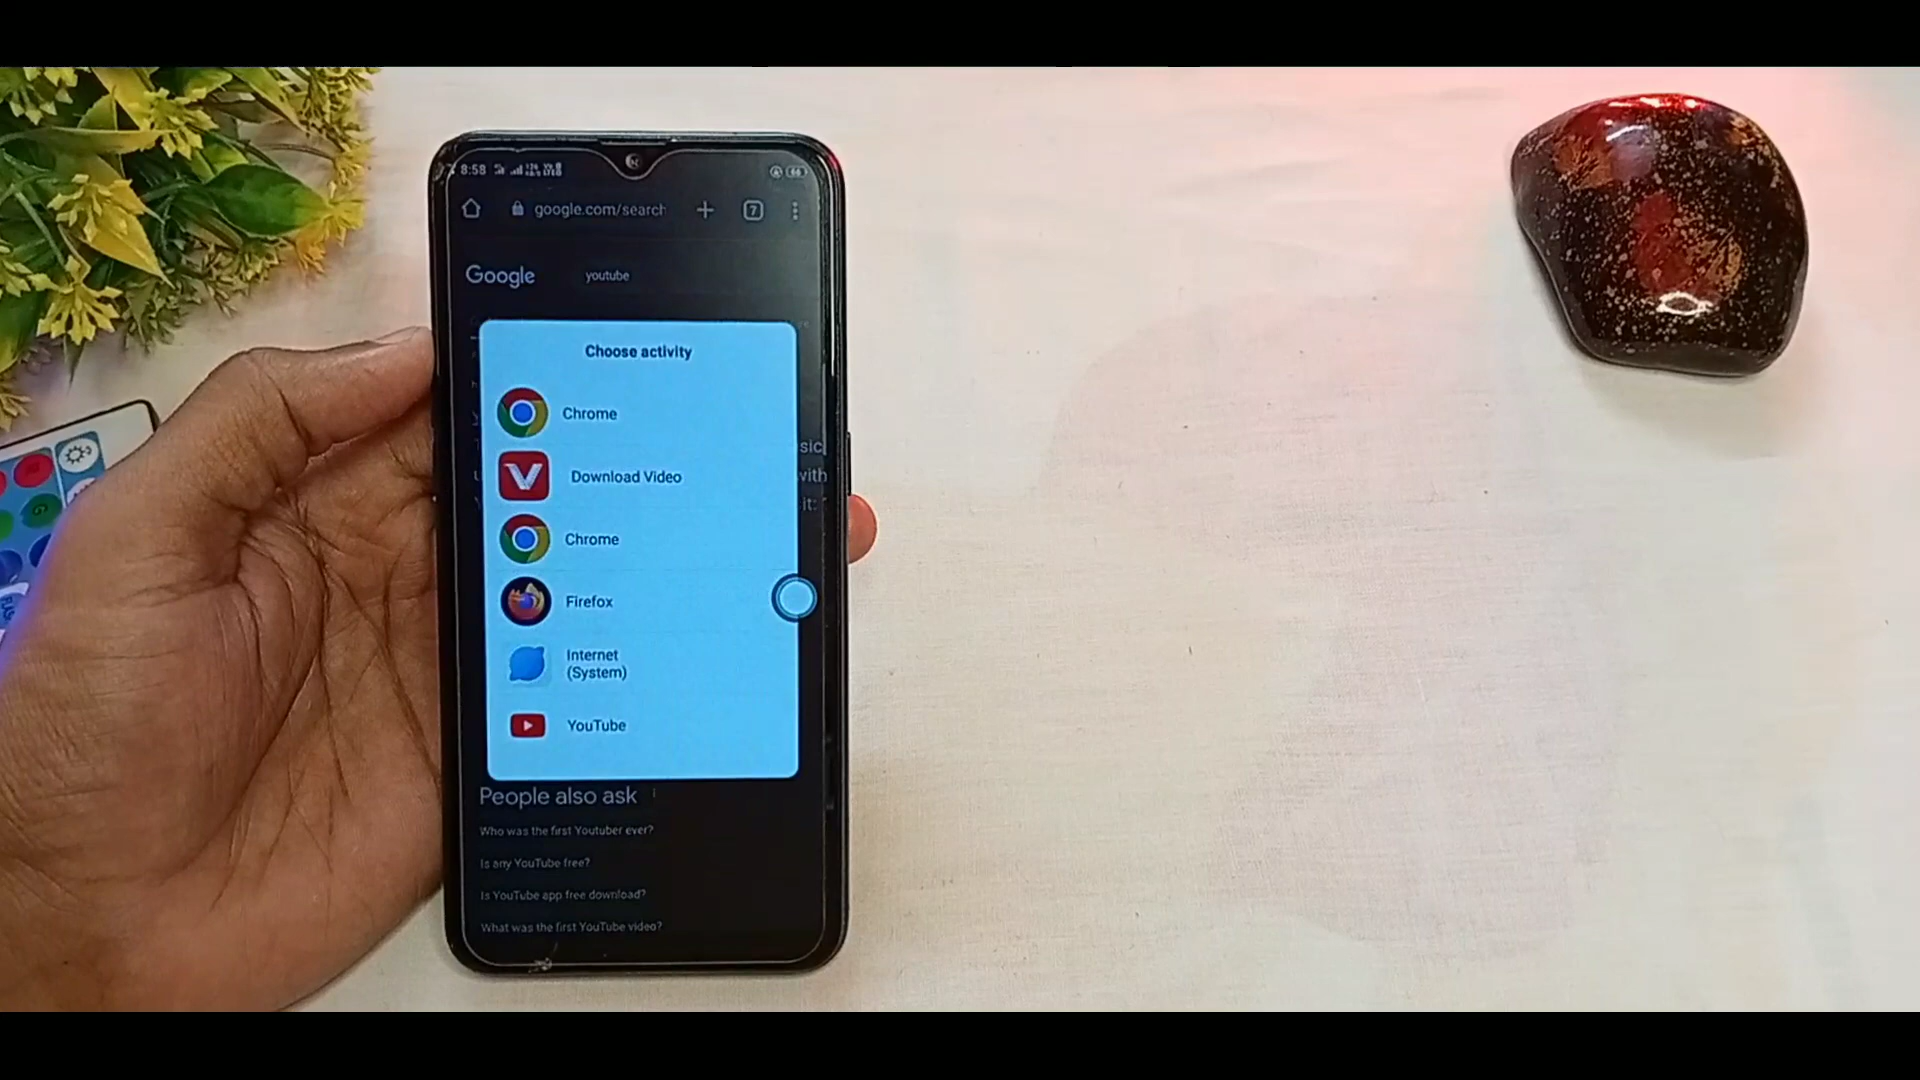 8:58
google.com/search
7
Google
youtube
Choose activity
Chrome
Download Video
sic
Chrome
with
it:
Firefox
Internet
(System)
YouTube
People also ask
Who was the first Youtuber ever?
Is any YouTube free?
Is YouTube app free download?
What was the first YouTube video?